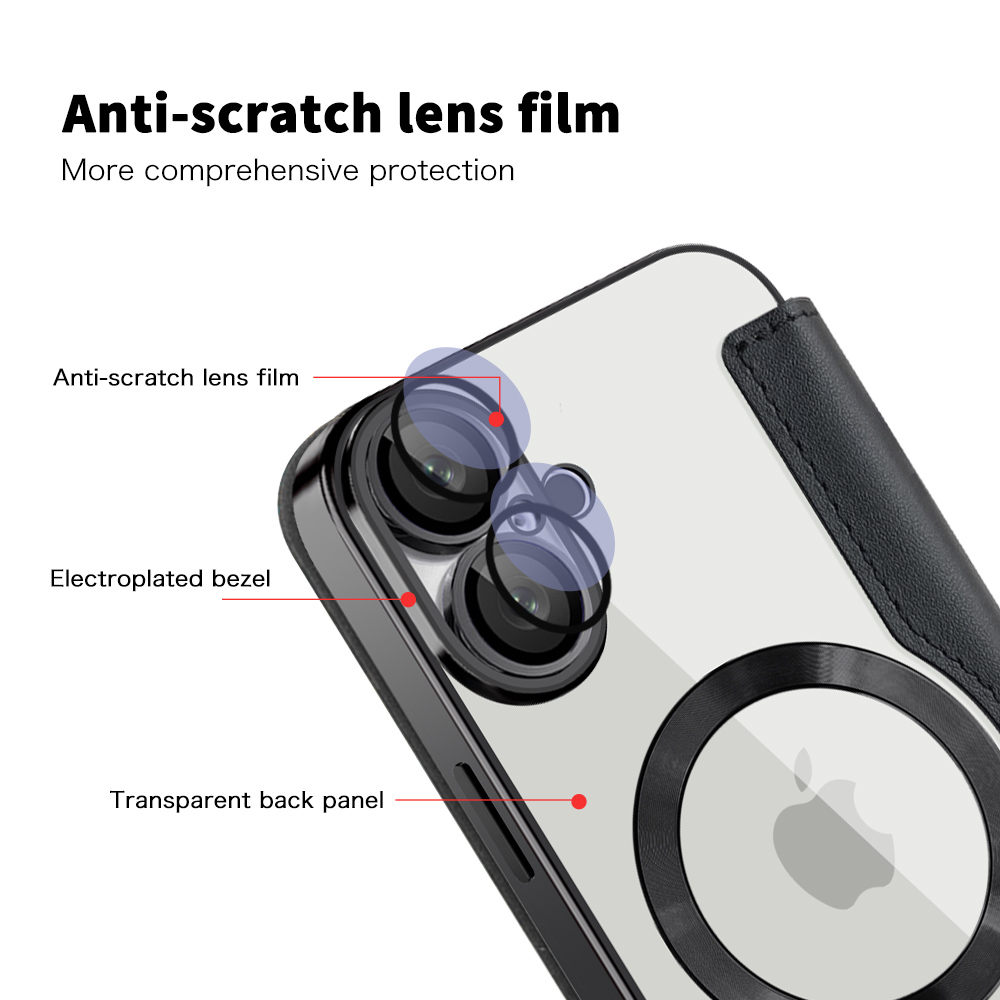 Anti-scratch lens film
More comprehensive protection
Anti-scratch lens film
Electroplated bezel
Transparent back panel